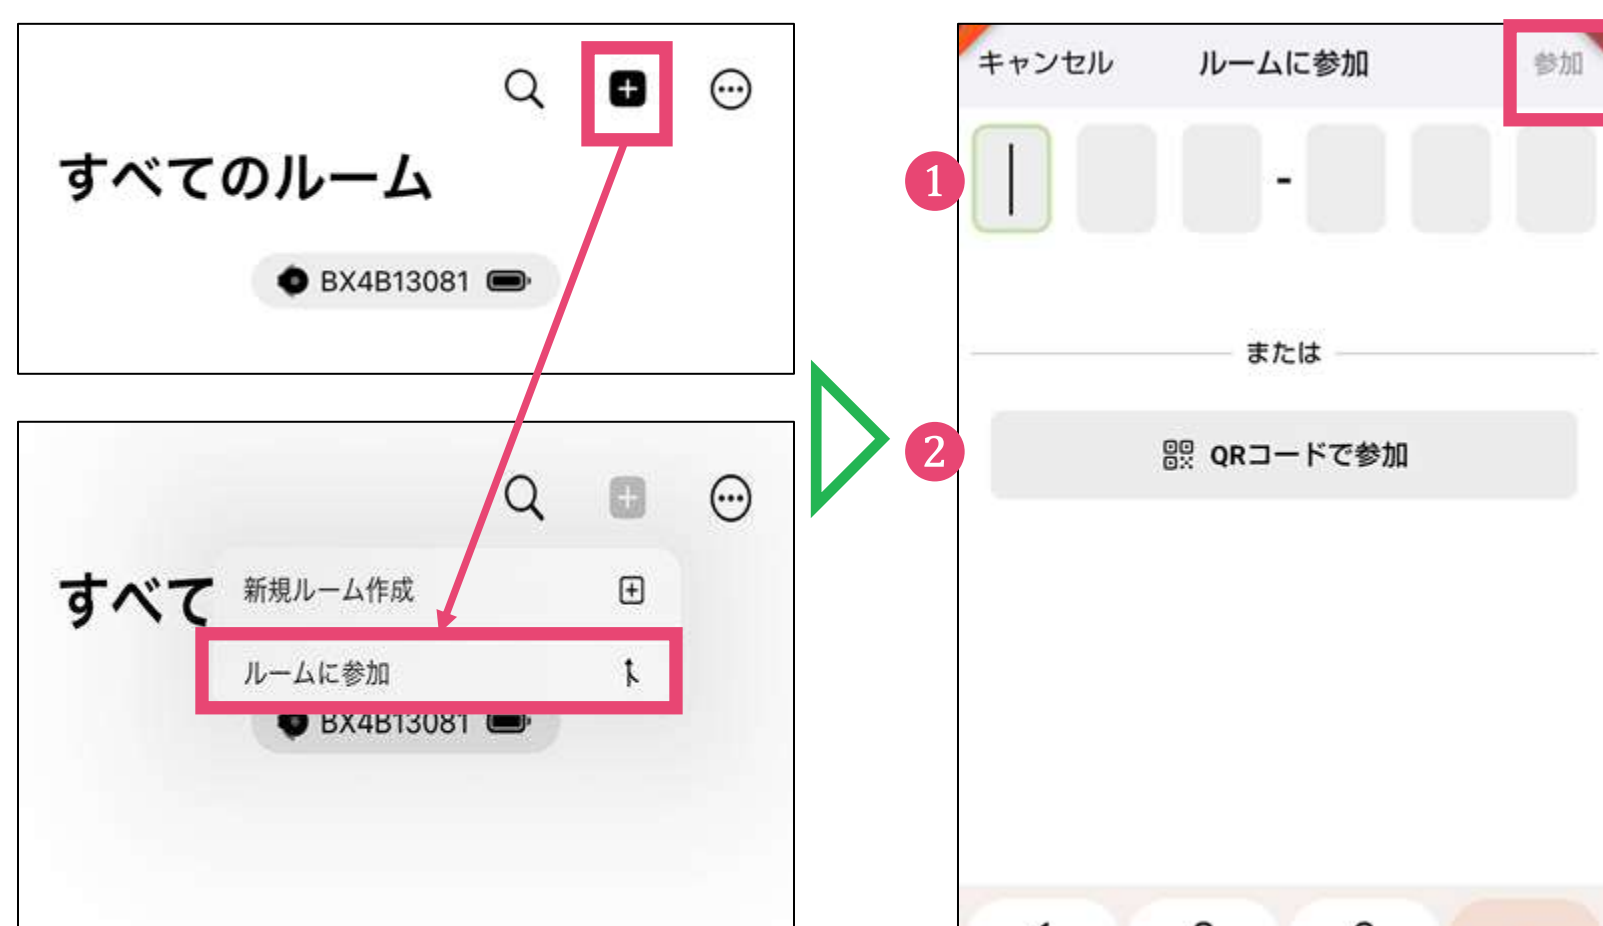 すべてのルーム
BX4B13081
すべて
新規ルーム作成
ルームに参加
BX4B13081
キャンセル
ルームに参加
参加
1
-
または
2
QRコードで参加